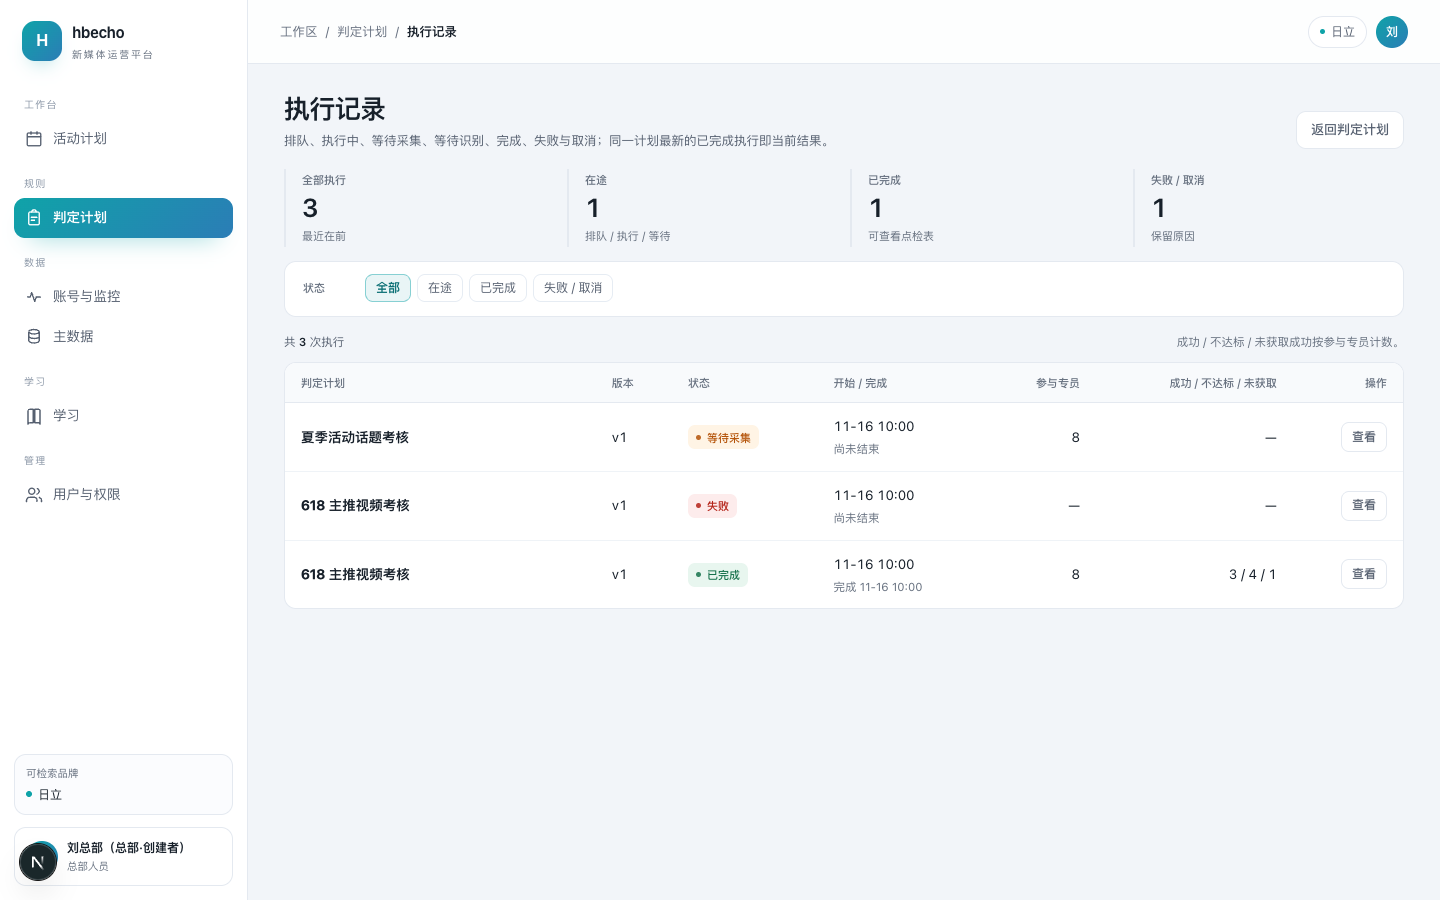 H
hbecho
新媒体运营平台
工作台
活动计划
规则
判定计划
数据
账号与监控
主数据
学习
学习
管理
用户与权限
可检索品牌
日立
N
刘总部（总部·创建者）
总部人员
工作区 / 判定计划 / 执行记录
日立
刘
执行记录
排队、执行中、等待采集、等待识别、完成、失败与取消；同一计划最新的已完成执行即当前结果。
返回判定计划
全部执行
3
最近在前
在途
1
排队 / 执行 / 等待
已完成
1
可查看点检表
失败 / 取消
1
保留原因
状态 全部 在途 已完成 失败 / 取消
共 3 次执行
成功 / 不达标 / 未获取成功按参与专员计数。
判定计划 版本 状态 开始 / 完成 参与专员 成功 / 不达标 / 未获取 操作
夏季活动话题考核 v1 等待采集 11-16 10:00 8 — 查看
尚未结束
618 主推视频考核 v1 失败 11-16 10:00 — — 查看
尚未结束
618 主推视频考核 v1 已完成 11-16 10:00 8 3 / 4 / 1 查看
完成 11-16 10:00